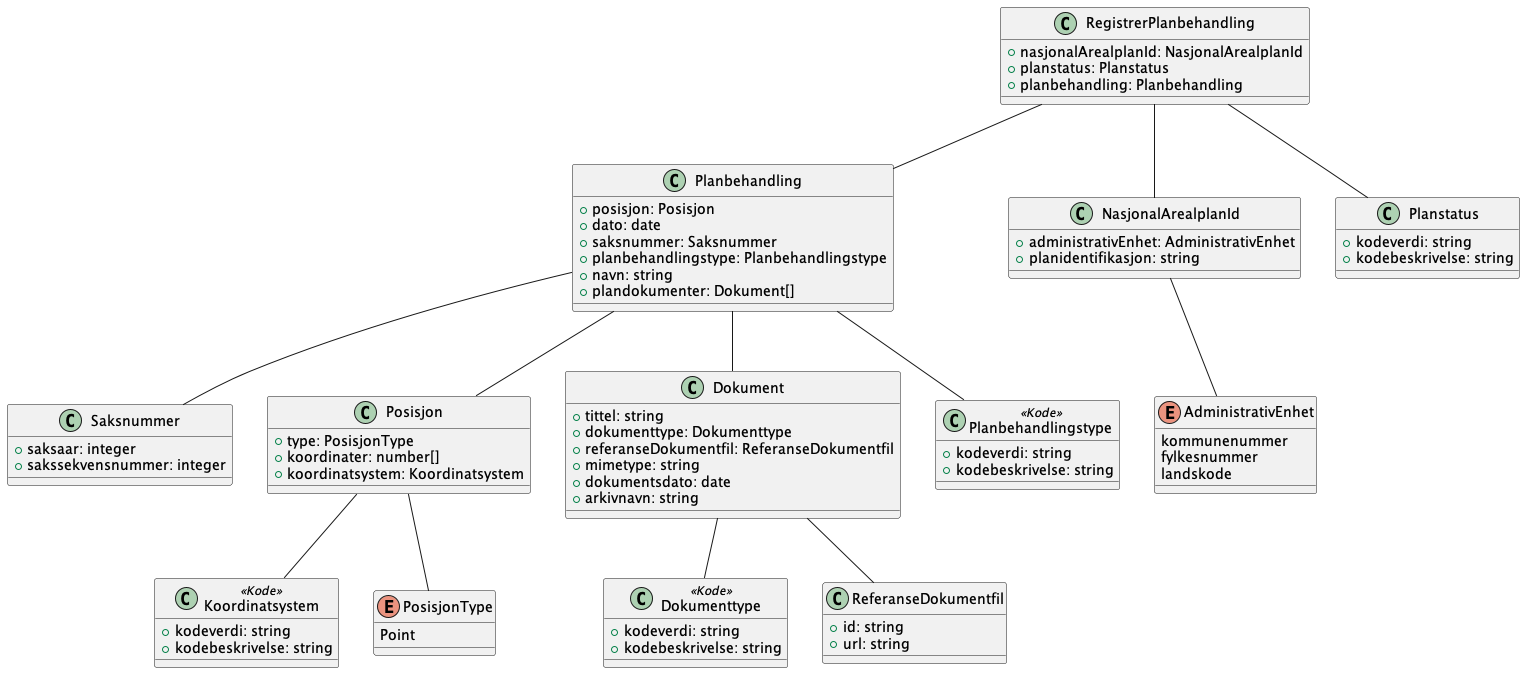 C RegistrerPlanbehandling
nasjonalArealplanId: NasjonalArealplanId
planstatus: Planstatus
planbehandling: Planbehandling
C Planbehandling
posisjon: Posisjon
dato: date
saksnummer: Saksnummer
planbehandlingstype: Planbehandlingstype
navn: string
plandokumenter: Dokument[]
C NasjonalArealplanId
administrativEnhet: AdministrativEnhet
planidentifikasjon: string
C Planstatus
kodeverdi: string
kodebeskrivelse: string
C Saksnummer
saksaar: integer
sakssekvensnummer: integer
C Posisjon
type: PosisjonType
koordinater: number[]
koordinatsystem: Koordinatsystem
C Dokument
tittel: string
dokumenttype: Dokumenttype
referanseDokumentfil: ReferanseDokumentfil
mimetype: string
dokumentsdato: date
arkivnavn: string
«Kode»
C Planbehandlingstype
kodeverdi: string
kodebeskrivelse: string
E AdministrativEnhet
kommunenummer
fylkesnummer
landskode
«Kode»
C Koordinatsystem
kodeverdi: string
kodebeskrivelse: string
E PosisjonType
Point
«Kode»
C Dokumenttype
kodeverdi: string
kodebeskrivelse: string
C ReferanseDokumentfil
id: string
url: string